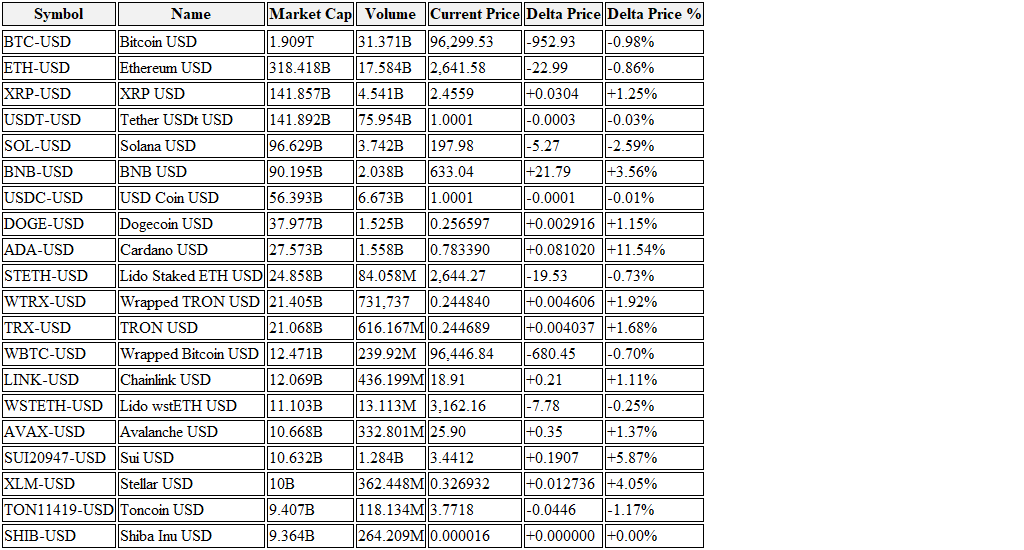 Symbol Name Market Cap Volume Current Price Delta Price Delta Price %
BTC-USD Bitcoin USD 1.909T 31.371B 96,299.53 -952.93 -0.98%
ETH-USD Ethereum USD 318.418B 17.584B 2,641.58 -22.99 -0.86%
XRP-USD XRP USD 141.857B 4.541B 2.4559 +0.0304 +1.25%
USDT-USD Tether USDt USD 141.892B 75.954B 1.0001 -0.0003 -0.03%
SOL-USD Solana USD 96.629B 3.742B 197.98 -5.27 -2.59%
BNB-USD BNB USD 90.195B 2.038B 633.04 +21.79 +3.56%
USDC-USD USD Coin USD 56.393B 6.673B 1.0001 -0.0001 -0.01%
DOGE-USD Dogecoin USD 37.977B 1.525B 0.256597 +0.002916 +1.15%
ADA-USD Cardano USD 27.573B 1.558B 0.783390 +0.081020 +11.54%
STETH-USD Lido Staked ETH USD 24.858B 84.058M 2,644.27 -19.53 -0.73%
WTRX-USD Wrapped TRON USD 21.405B 731,737 0.244840 +0.004606 +1.92%
TRX-USD TRON USD 21.068B 616.167M 0.244689 +0.004037 +1.68%
WBTC-USD Wrapped Bitcoin USD 12.471B 239.92M 96,446.84 -680.45 -0.70%
LINK-USD Chainlink USD 12.069B 436.199M 18.91 +0.21 +1.11%
WSTETH-USD Lido wstETH USD 11.103B 13.113M 3,162.16 -7.78 -0.25%
AVAX-USD Avalanche USD 10.668B 332.801M 25.90 +0.35 +1.37%
SUI20947-USD Sui USD 10.632B 1.284B 3.4412 +0.1907 +5.87%
XLM-USD Stellar USD 10B 362.448M 0.326932 +0.012736 +4.05%
TON11419-USD Toncoin USD 9.407B 118.134M 3.7718 -0.0446 -1.17%
SHIB-USD Shiba Inu USD 9.364B 264.209M 0.000016 +0.000000 +0.00%